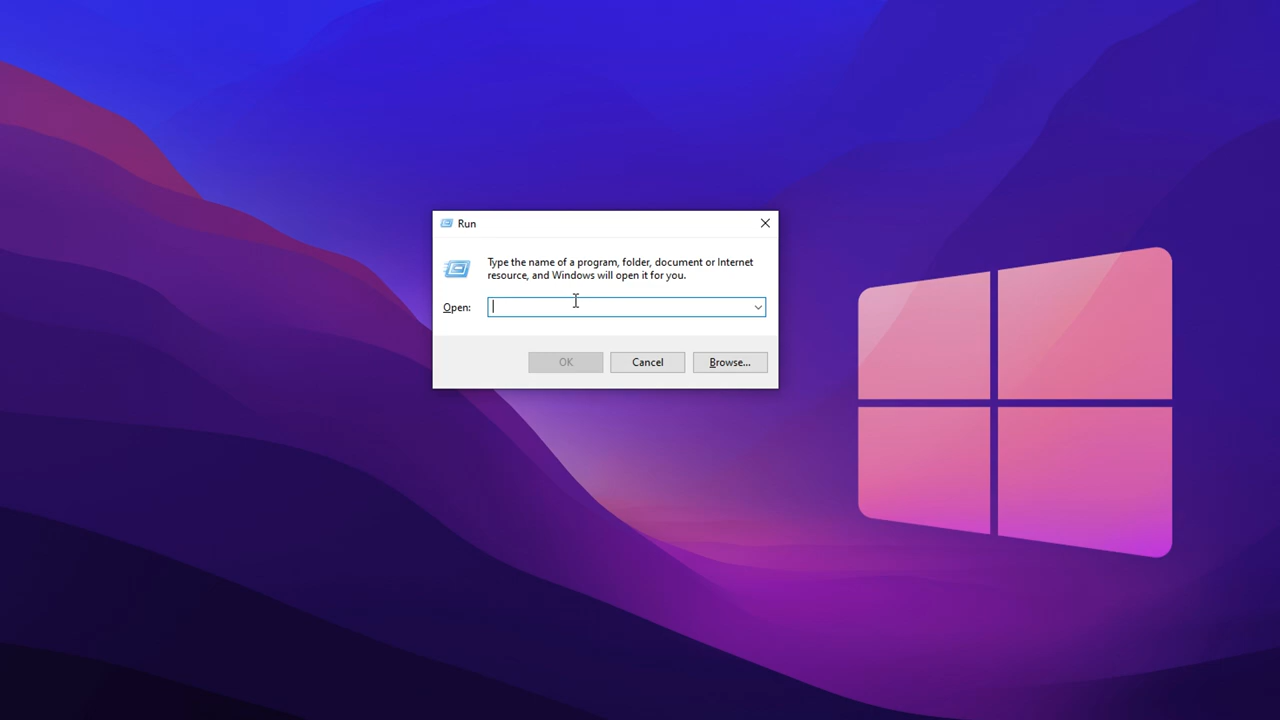 Run
Type the name of a program, folder, document or Internet
resource, and Windows will open it for you.
Open:
OK
Cancel
Browse...